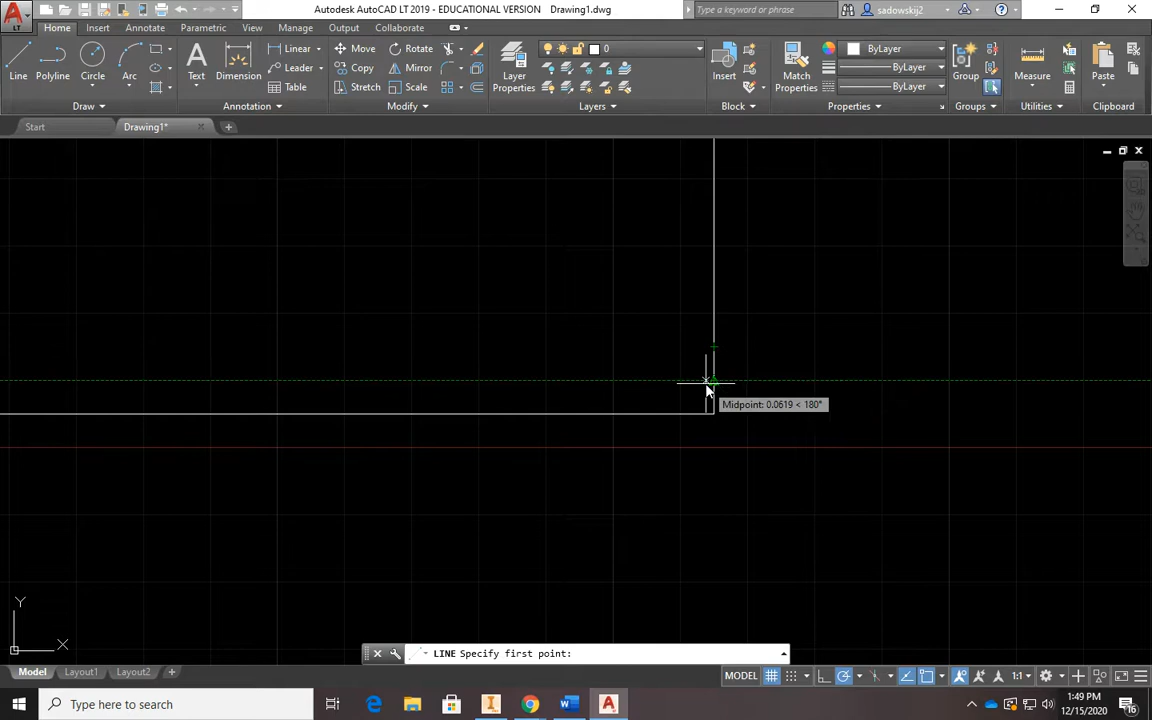 Autodesk AutoCAD LT 2019 - EDUCATIONAL VERSION Drawing1.dwg
Type a keyword or phrase
sadowskij2
LT
Home Insert Annotate Parametric View Manage Output Collaborate
Line Polyline Circle Arc
Text Dimension
Linear
Leader
Table
Move Rotate
Copy Mirror
Stretch Scale
Layer Properties
0
Insert
Match Properties
ByLayer
ByLayer
ByLayer
Group
Measure
Paste
Draw Annotation Modify Layers Block Properties Groups Utilities Clipboard
Start Drawing1*
Midpoint: 0.0619 < 180°
Y
X
LINE Specify first point:
Model Layout1 Layout2
MODEL 1:1
Type here to search
1:49 PM
12/15/2020
16